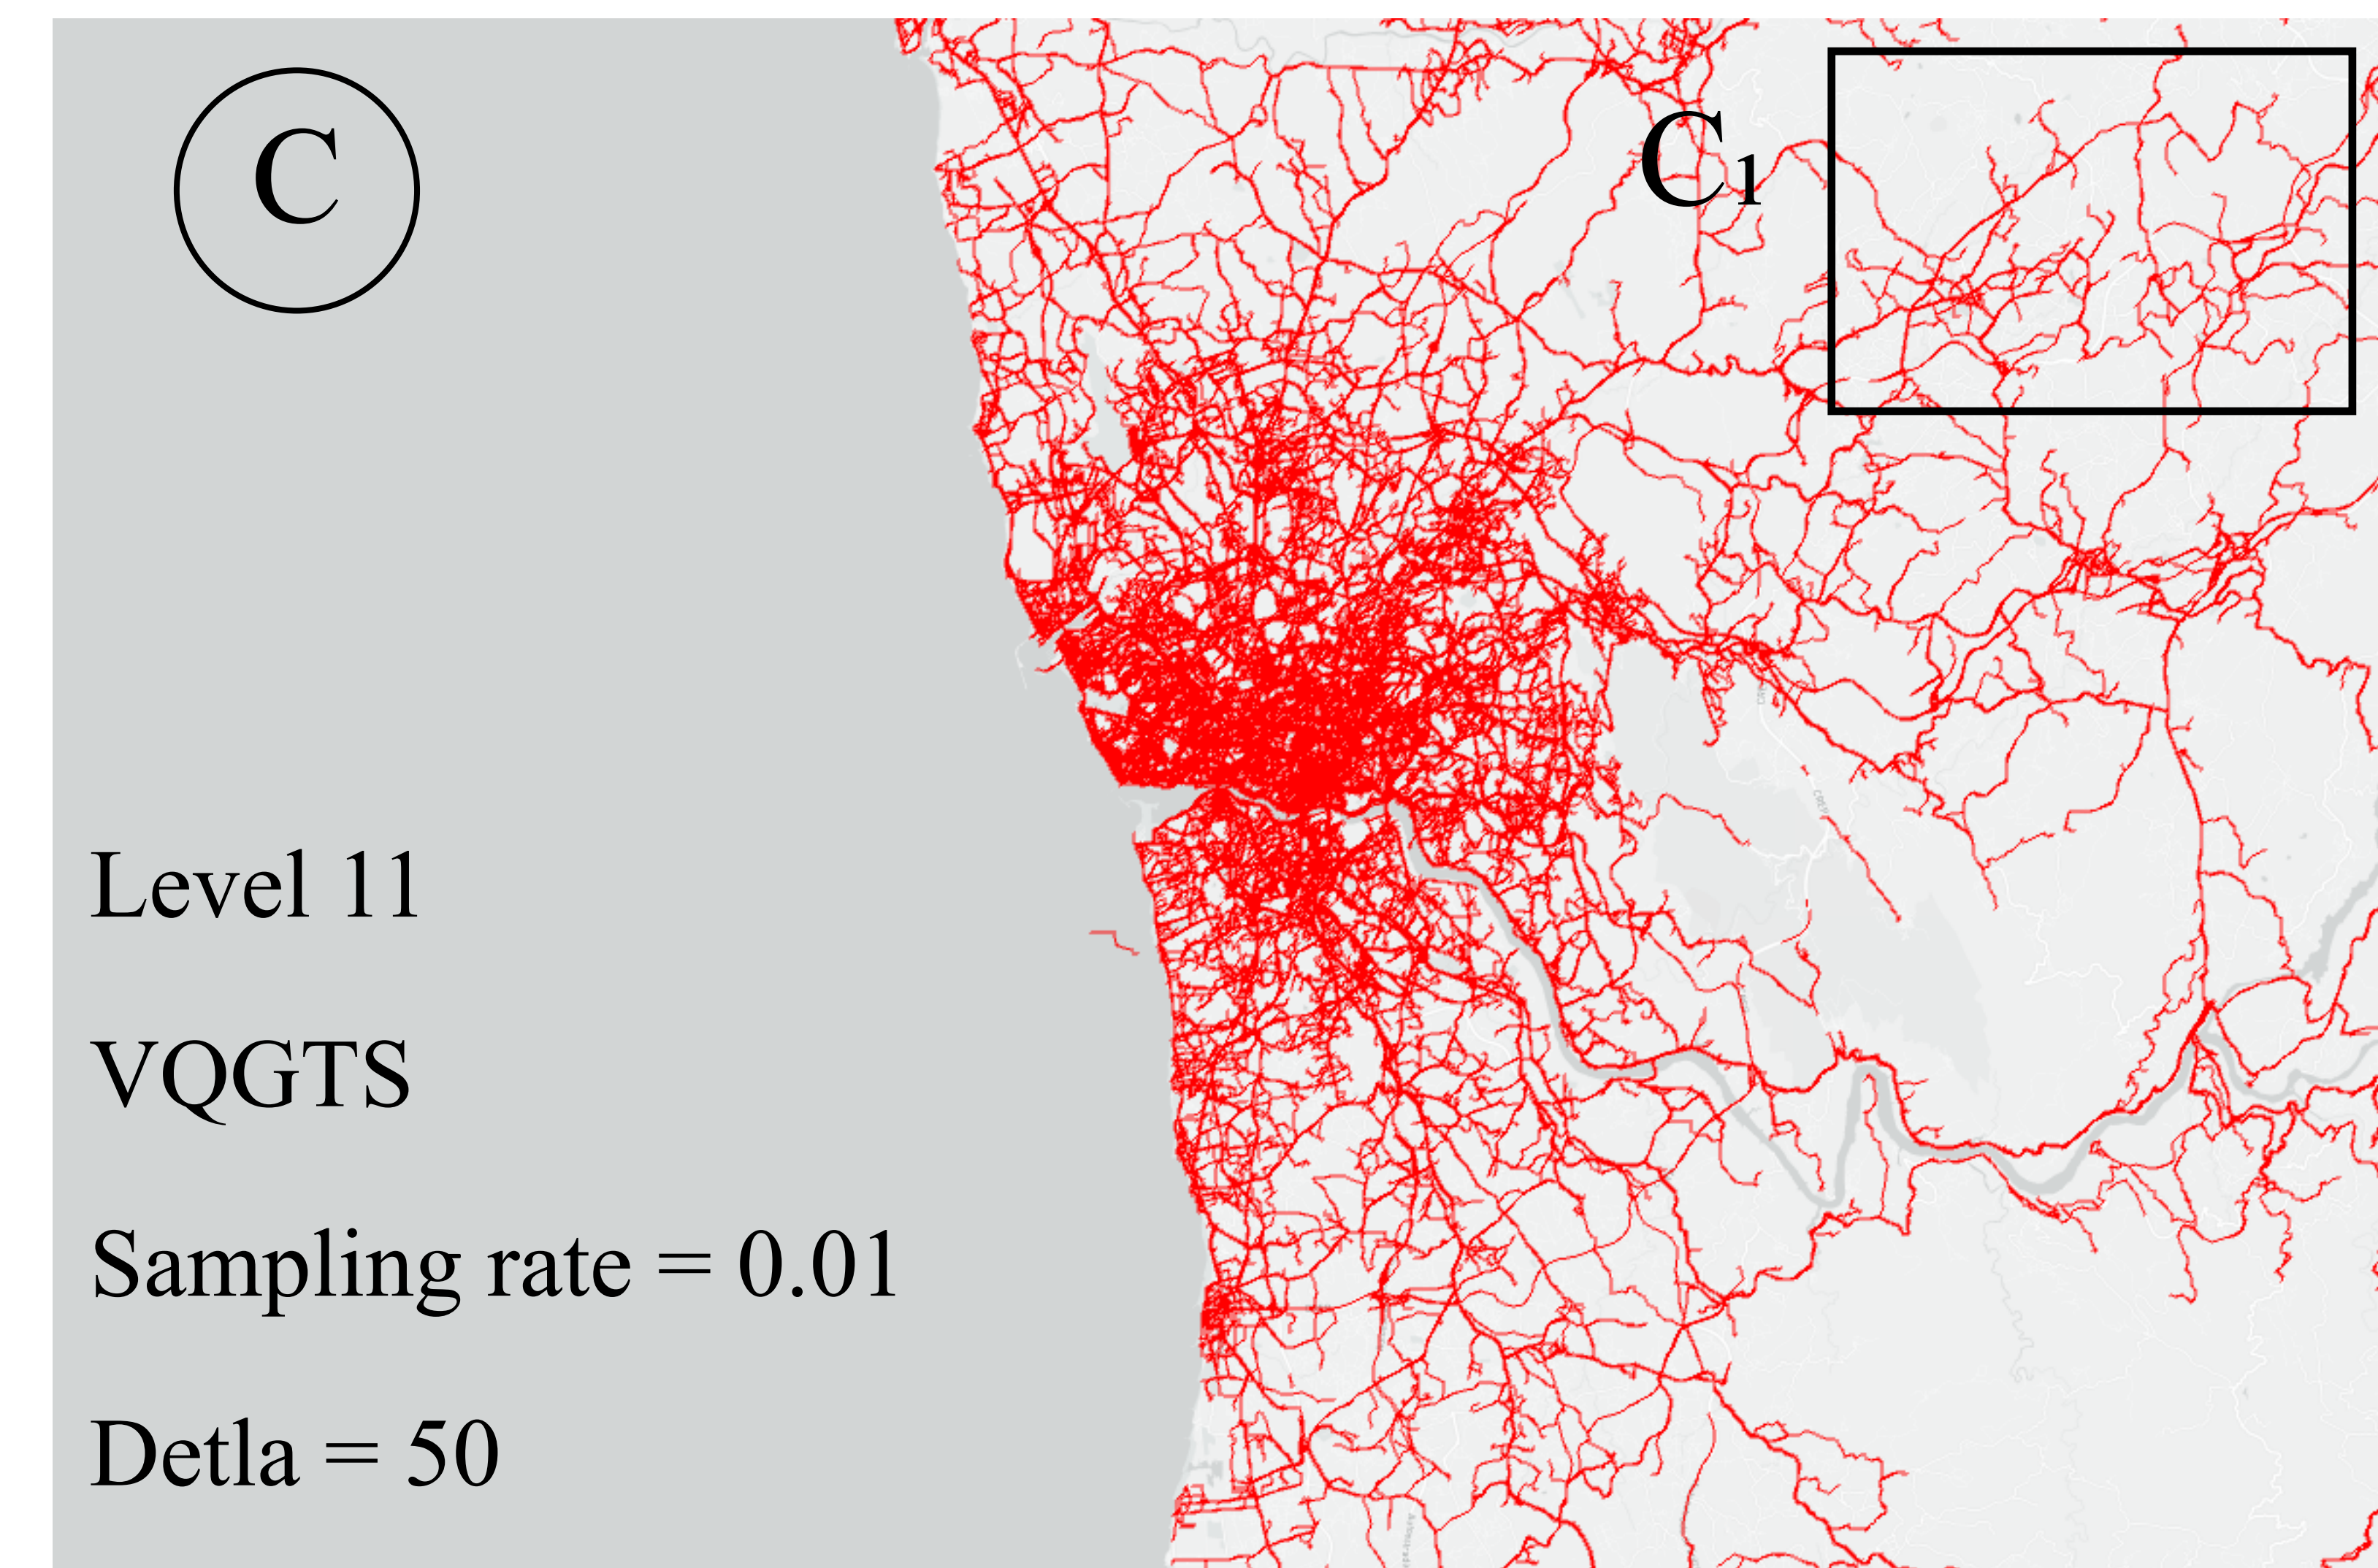 C
C1
Level 11
VQGTS
Sampling rate = 0.01
Detla = 50